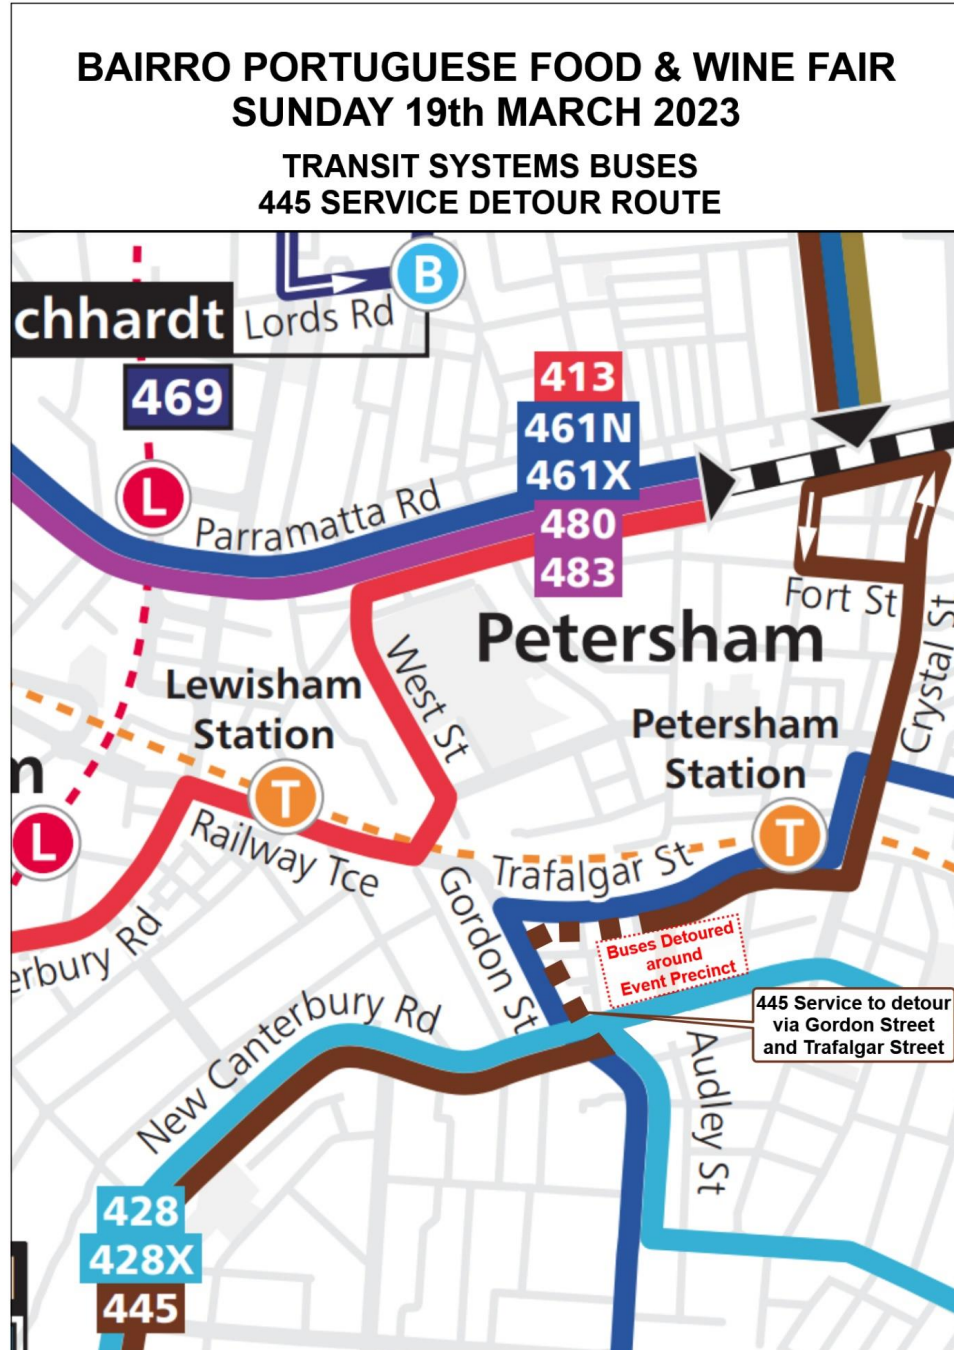 BAIRRO PORTUGUESE FOOD & WINE FAIR
SUNDAY 19th MARCH 2023
TRANSIT SYSTEMS BUSES
445 SERVICE DETOUR ROUTE
B
chhardt
Lords Rd
469
413
461N
461X
480
483
L
Parramatta Rd
Fort St
Petersham
Crystal St
West St
Lewisham
Station
Petersham
Station
m
T
T
L
Railway Tce
Trafalgar St
Gordon St
Buses Detoured
around
Event Precinct
erbury Rd
445 Service to detour
via Gordon Street
and Trafalgar Street
New Canterbury Rd
Audley St
428
428X
445